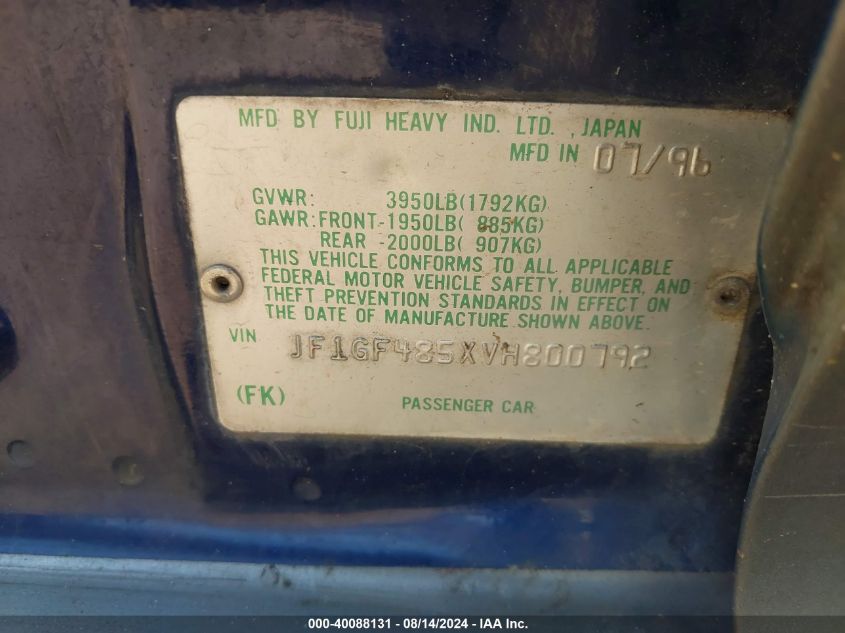 MFD BY FUJI HEAVY IND. LTD. , JAPAN
MFD IN 07/96
GVWR: 3950LB(1792KG)
GAWR: FRONT-1950LB( 885KG)
REAR -2000LB( 907KG)
THIS VEHICLE CONFORMS TO ALL APPLICABLE
FEDERAL MOTOR VEHICLE SAFETY, BUMPER, AND
THEFT PREVENTION STANDARDS IN EFFECT ON
THE DATE OF MANUFACTURE SHOWN ABOVE.
VIN JF1GF485XVH800792
(FK) PASSENGER CAR
000-40088131 - 08/14/2024 - IAA Inc.